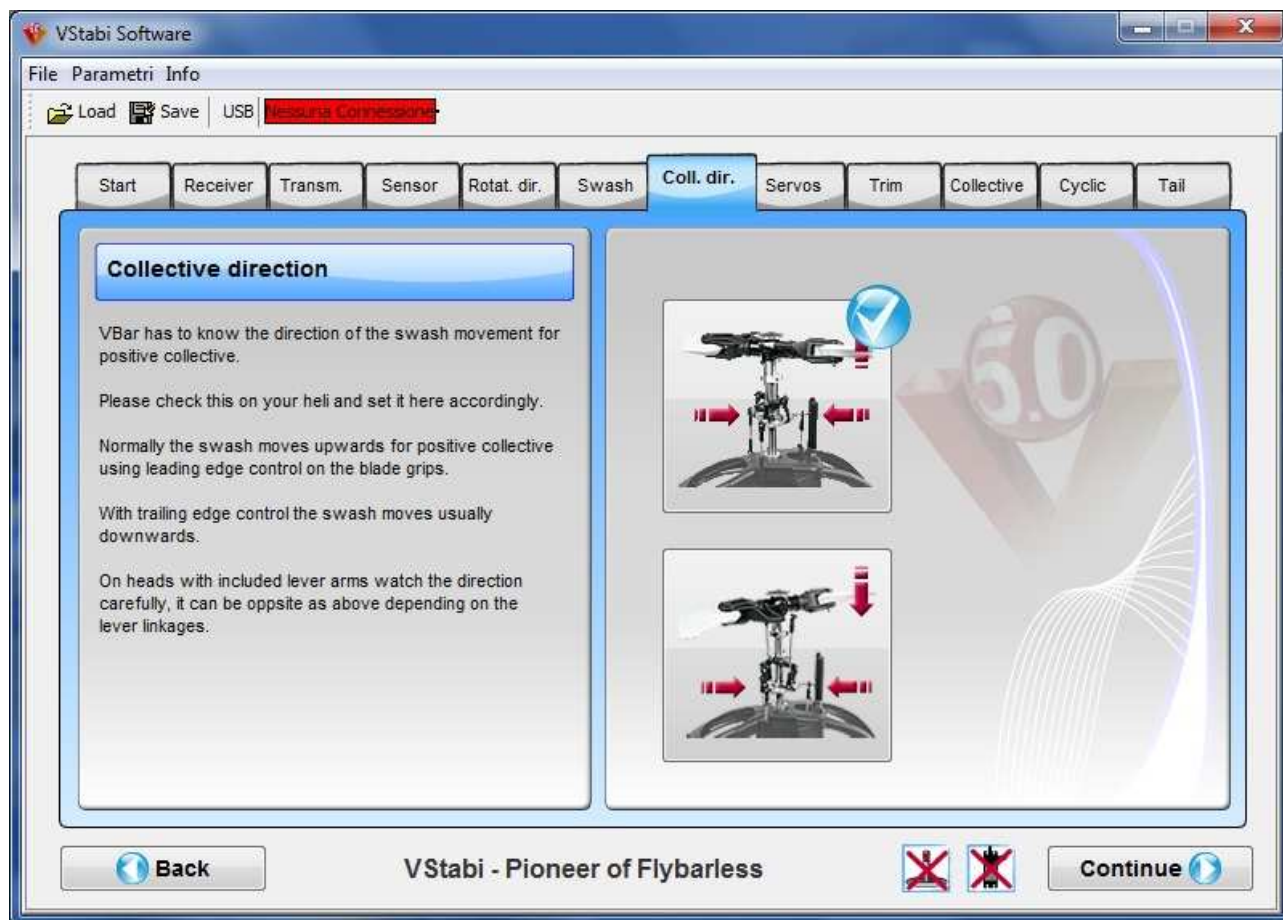 VStabi Software
File Parametri Info
Load Save USB Nessuna Connessione
Start Receiver Transm. Sensor Rotat. dir. Swash Coll. dir. Servos Trim Collective Cyclic Tail
Collective direction
VBar has to know the direction of the swash movement for
positive collective.
Please check this on your heli and set it here accordingly.
Normally the swash moves upwards for positive collective
using leading edge control on the blade grips.
With trailing edge control the swash moves usually
downwards.
On heads with included lever arms watch the direction
carefully, it can be oppsite as above depending on the
lever linkages.
5.0
Back
VStabi - Pioneer of Flybarless
Continue